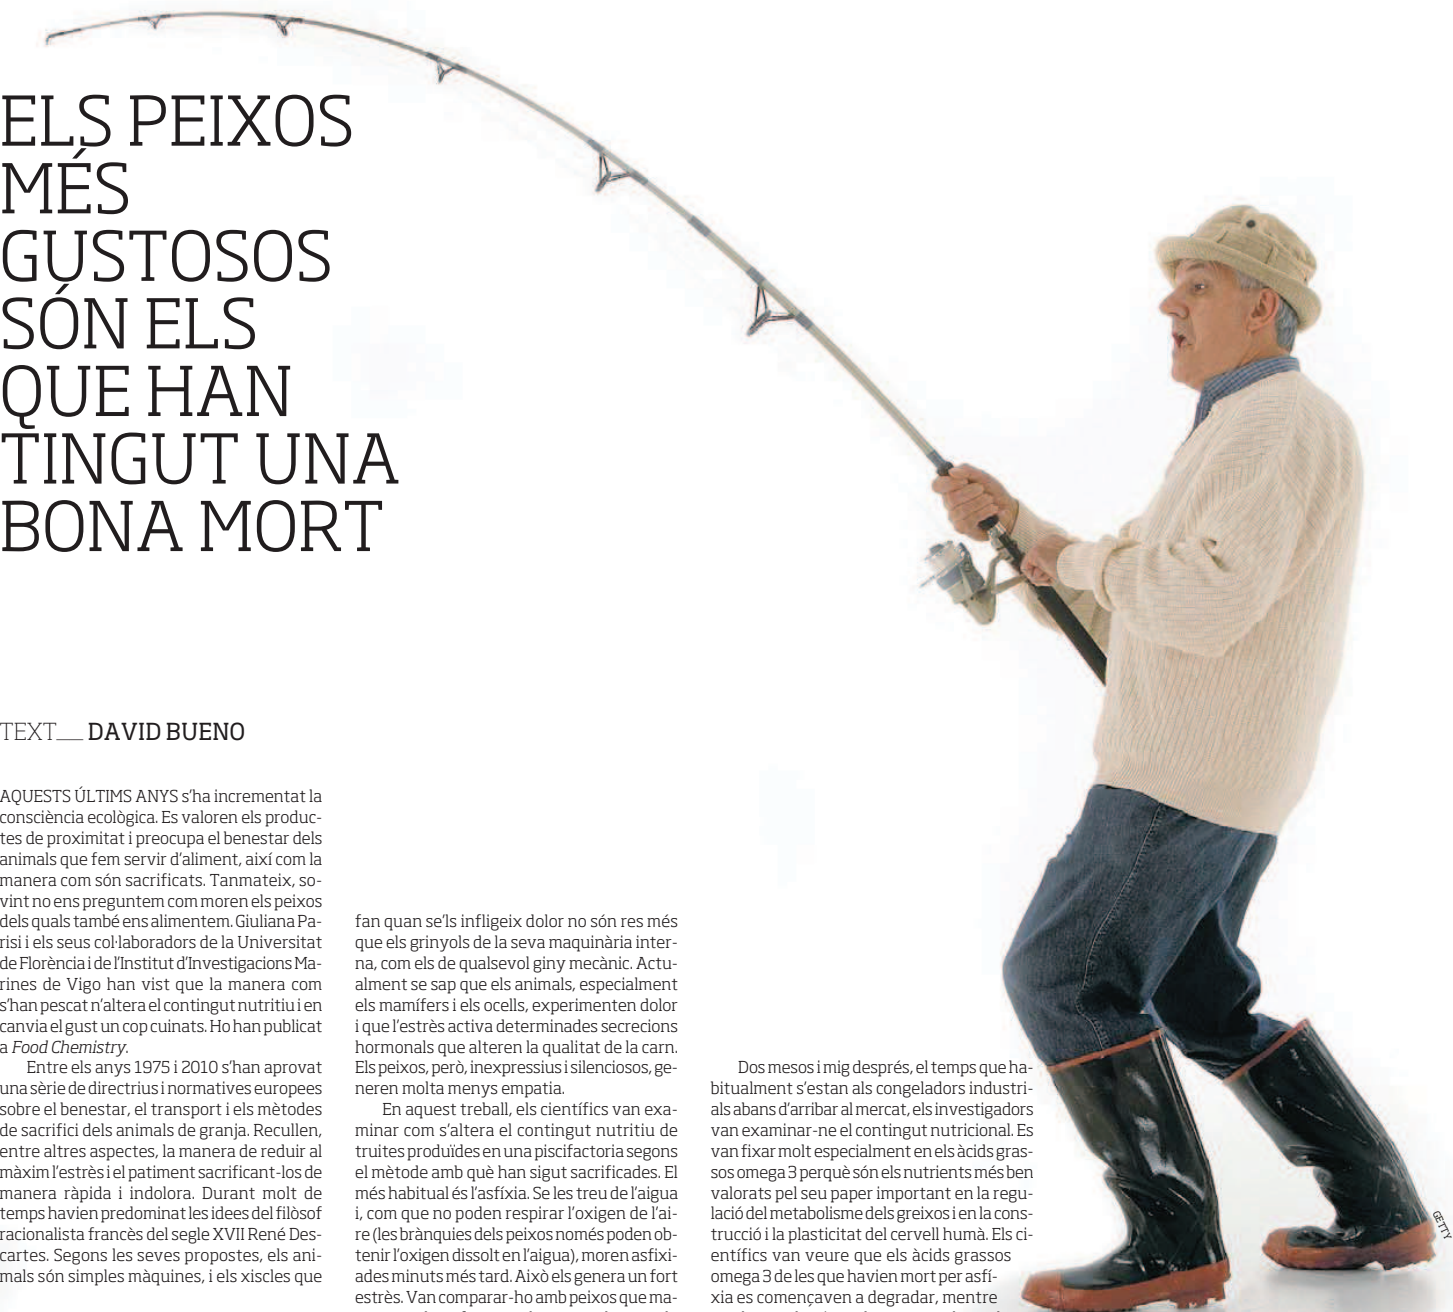 ELS PEIXOS
MÉS
GUSTOSOS
SÓN ELS
QUE HAN
TINGUT UNA
BONA MORT
TEXT__ DAVID BUENO
AQUESTS ÚLTIMS ANYS s'ha incrementat la
consciència ecològica. Es valoren els produc-
tes de proximitat i preocupa el benestar dels
animals que fem servir d'aliment, així com la
manera com són sacrificats. Tanmateix, so-
vint no ens preguntem com moren els peixos
dels quals també ens alimentem. Giuliana Pa-
risi i els seus col·laboradors de la Universitat
de Florència i de l'Institut d'Investigacions Ma-
rines de Vigo han vist que la manera com
s'han pescat n'altera el contingut nutritiu i en
canvia el gust un cop cuinats. Ho han publicat
a Food Chemistry.
Entre els anys 1975 i 2010 s'han aprovat
una sèrie de directrius i normatives europees
sobre el benestar, el transport i els mètodes
de sacrifici dels animals de granja. Recullen,
entre altres aspectes, la manera de reduir al
màxim l'estrès i el patiment sacrificant-los de
manera ràpida i indolora. Durant molt de
temps havien predominat les idees del filòsof
racionalista francès del segle XVII René Des-
cartes. Segons les seves propostes, els ani-
mals són simples màquines, i els xiscles que
fan quan se'ls infligeix dolor no són res més
que els grinyols de la seva maquinària inter-
na, com els de qualsevol giny mecànic. Actu-
alment se sap que els animals, especialment
els mamífers i els ocells, experimenten dolor
i que l'estrès activa determinades secrecions
hormonals que alteren la qualitat de la carn.
Els peixos, però, inexpressius i silenciosos, ge-
neren molta menys empatia.
En aquest treball, els científics van exa-
minar com s'altera el contingut nutritiu de
truites produïdes en una piscifactoria segons
el mètode amb què han sigut sacrificades. El
més habitual és l'asfíxia. Se les treu de l'aigua
i, com que no poden respirar l'oxigen de l'ai-
re (les brànquies dels peixos només poden ob-
tenir l'oxigen dissolt en l'aigua), moren asfixi-
ades minuts més tard. Això els genera un fort
estrès. Van comparar-ho amb peixos que ma-
Dos mesos i mig després, el temps que ha-
bitualment s'estan als congeladors industri-
als abans d'arribar al mercat, els investigadors
van examinar-ne el contingut nutricional. Es
van fixar molt especialment en els àcids gras-
sos omega 3 perquè són els nutrients més ben
valorats pel seu paper important en la regu-
lació del metabolisme dels greixos i en la cons-
trucció i la plasticitat del cervell humà. Els ci-
entífics van veure que els àcids grassos
omega 3 de les que havien mort per asfí-
xia es començaven a degradar, mentre
GETTY